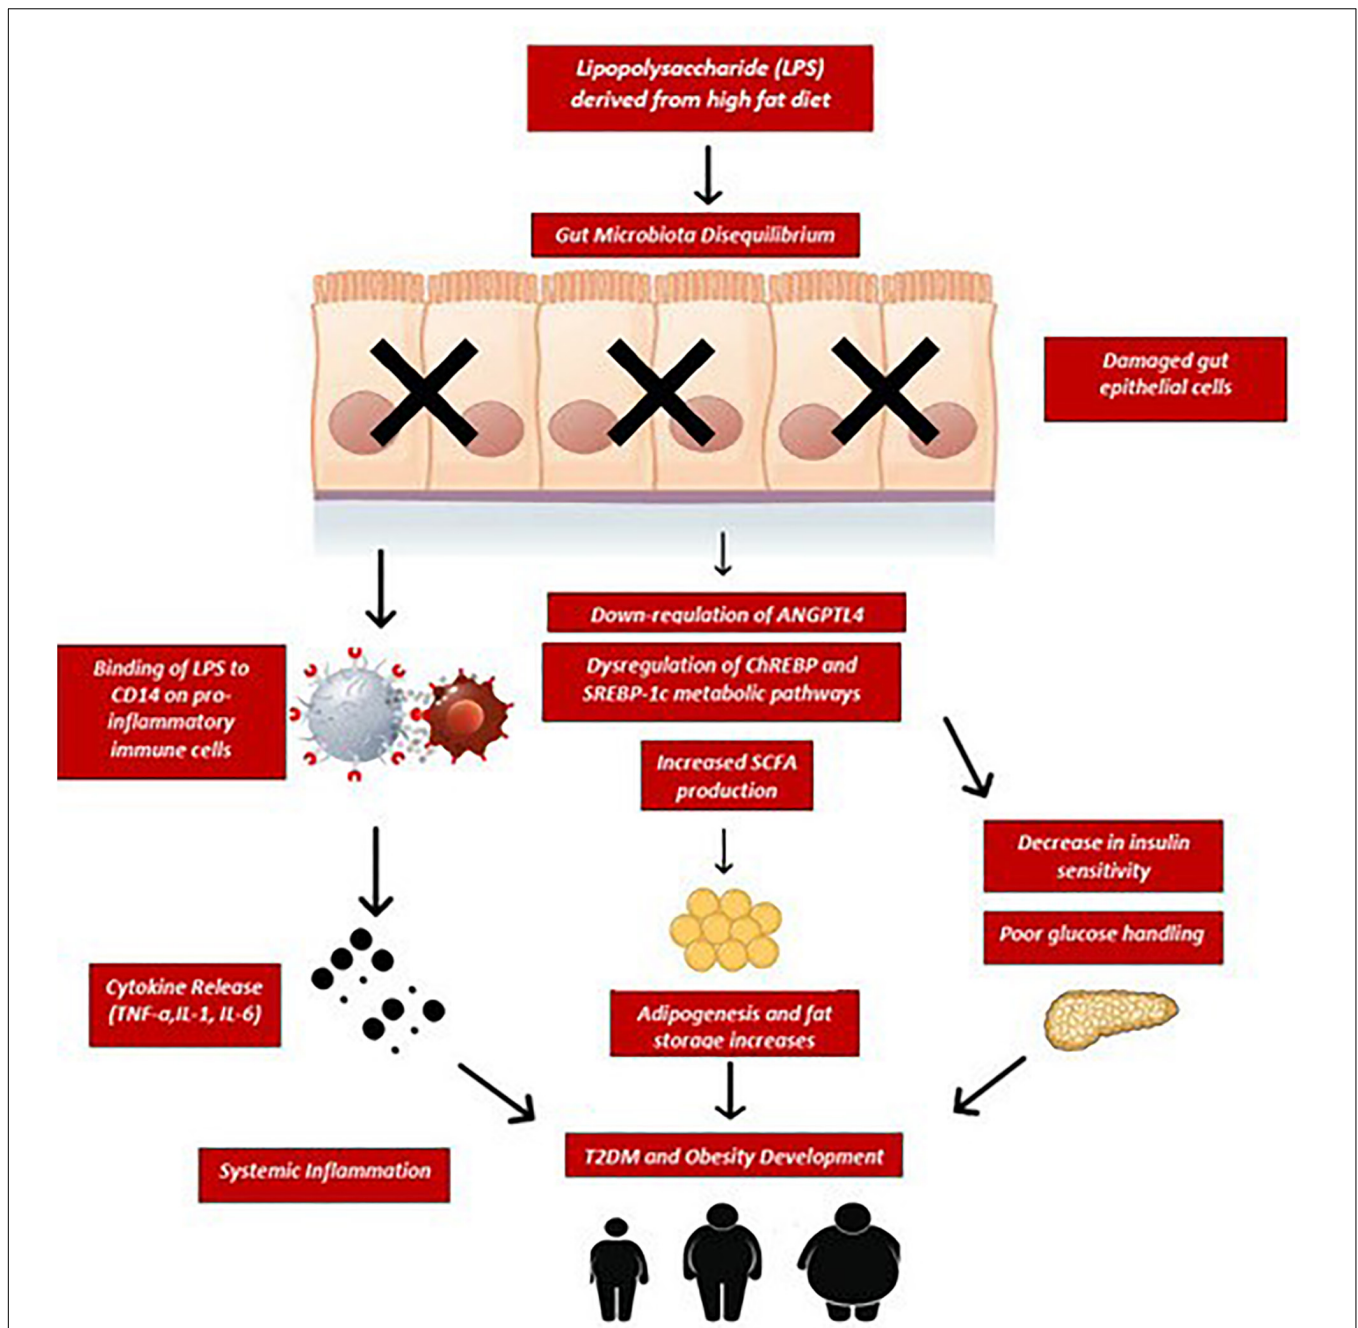 Lipopolysaccharide (LPS)
derived from high fat diet
Gut Microbiota Disequilibrium
Damaged gut
epithelial cells
Down-regulation of ANGPTL4
Dysregulation of ChREBP and
SREBP-1c metabolic pathways
Binding of LPS to
CD14 on pro-
inflammatory
immune cells
Increased SCFA
production
Decrease in insulin
sensitivity
Poor glucose handling
Cytokine Release
(TNF-α,IL-1, IL-6)
Adipogenesis and fat
storage increases
T2DM and Obesity Development
Systemic Inflammation